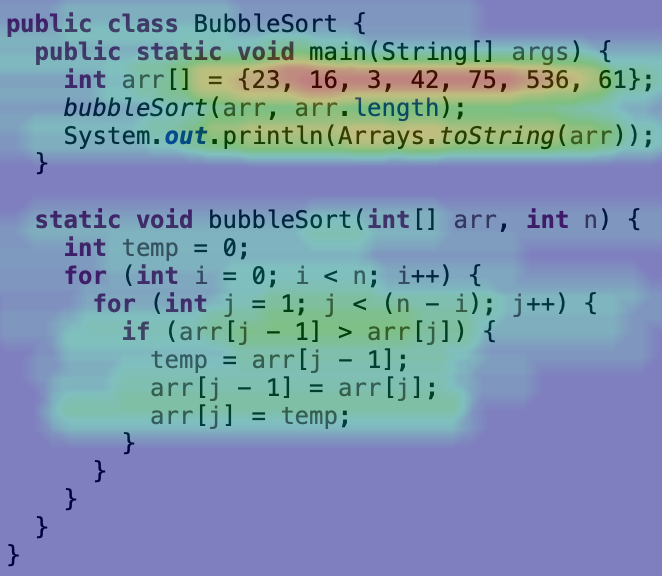 public class BubbleSort {
  public static void main(String[] args) {
    int arr[] = {23, 16, 3, 42, 75, 536, 61};
    bubbleSort(arr, arr.length);
    System.out.println(Arrays.toString(arr));
  }

  static void bubbleSort(int[] arr, int n) {
    int temp = 0;
    for (int i = 0; i < n; i++) {
      for (int j = 1; j < (n - i); j++) {
        if (arr[j - 1] > arr[j]) {
          temp = arr[j - 1];
          arr[j - 1] = arr[j];
          arr[j] = temp;
        }
      }
    }
  }
}